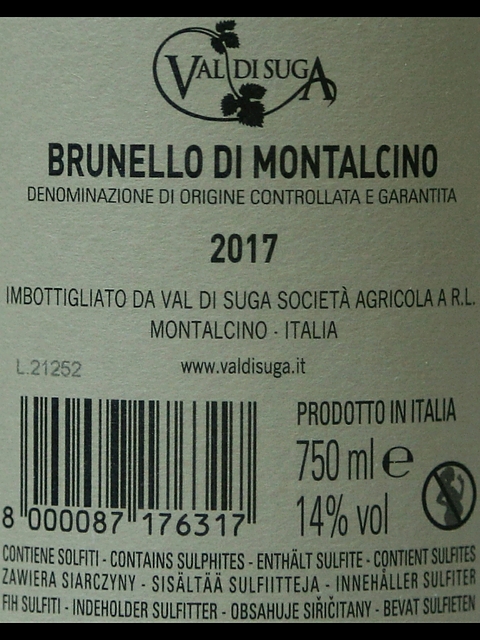 VAL DI SUGA
BRUNELLO DI MONTALCINO
DENOMINAZIONE DI ORIGINE CONTROLLATA E GARANTITA
2017
IMBOTTIGLIATO DA VAL DI SUGA SOCIETÀ AGRICOLA A R.L.
MONTALCINO - ITALIA
L.21252
www.valdisuga.it
PRODOTTO IN ITALIA
750 ml e
14% vol
8 000087 176317
CONTIENE SOLFITI - CONTAINS SULPHITES - ENTHÄLT SULFITE - CONTIENT SULFITES
ZAWIERA SIARCZYNY - SISÄLTÄÄ SULFIITTEJA - INNEHÅLLER SULFITER
FIH SULFITI - INDEHOLDER SULFITTER - OBSAHUJE SIŘIČITANY - BEVAT SULFIETEN